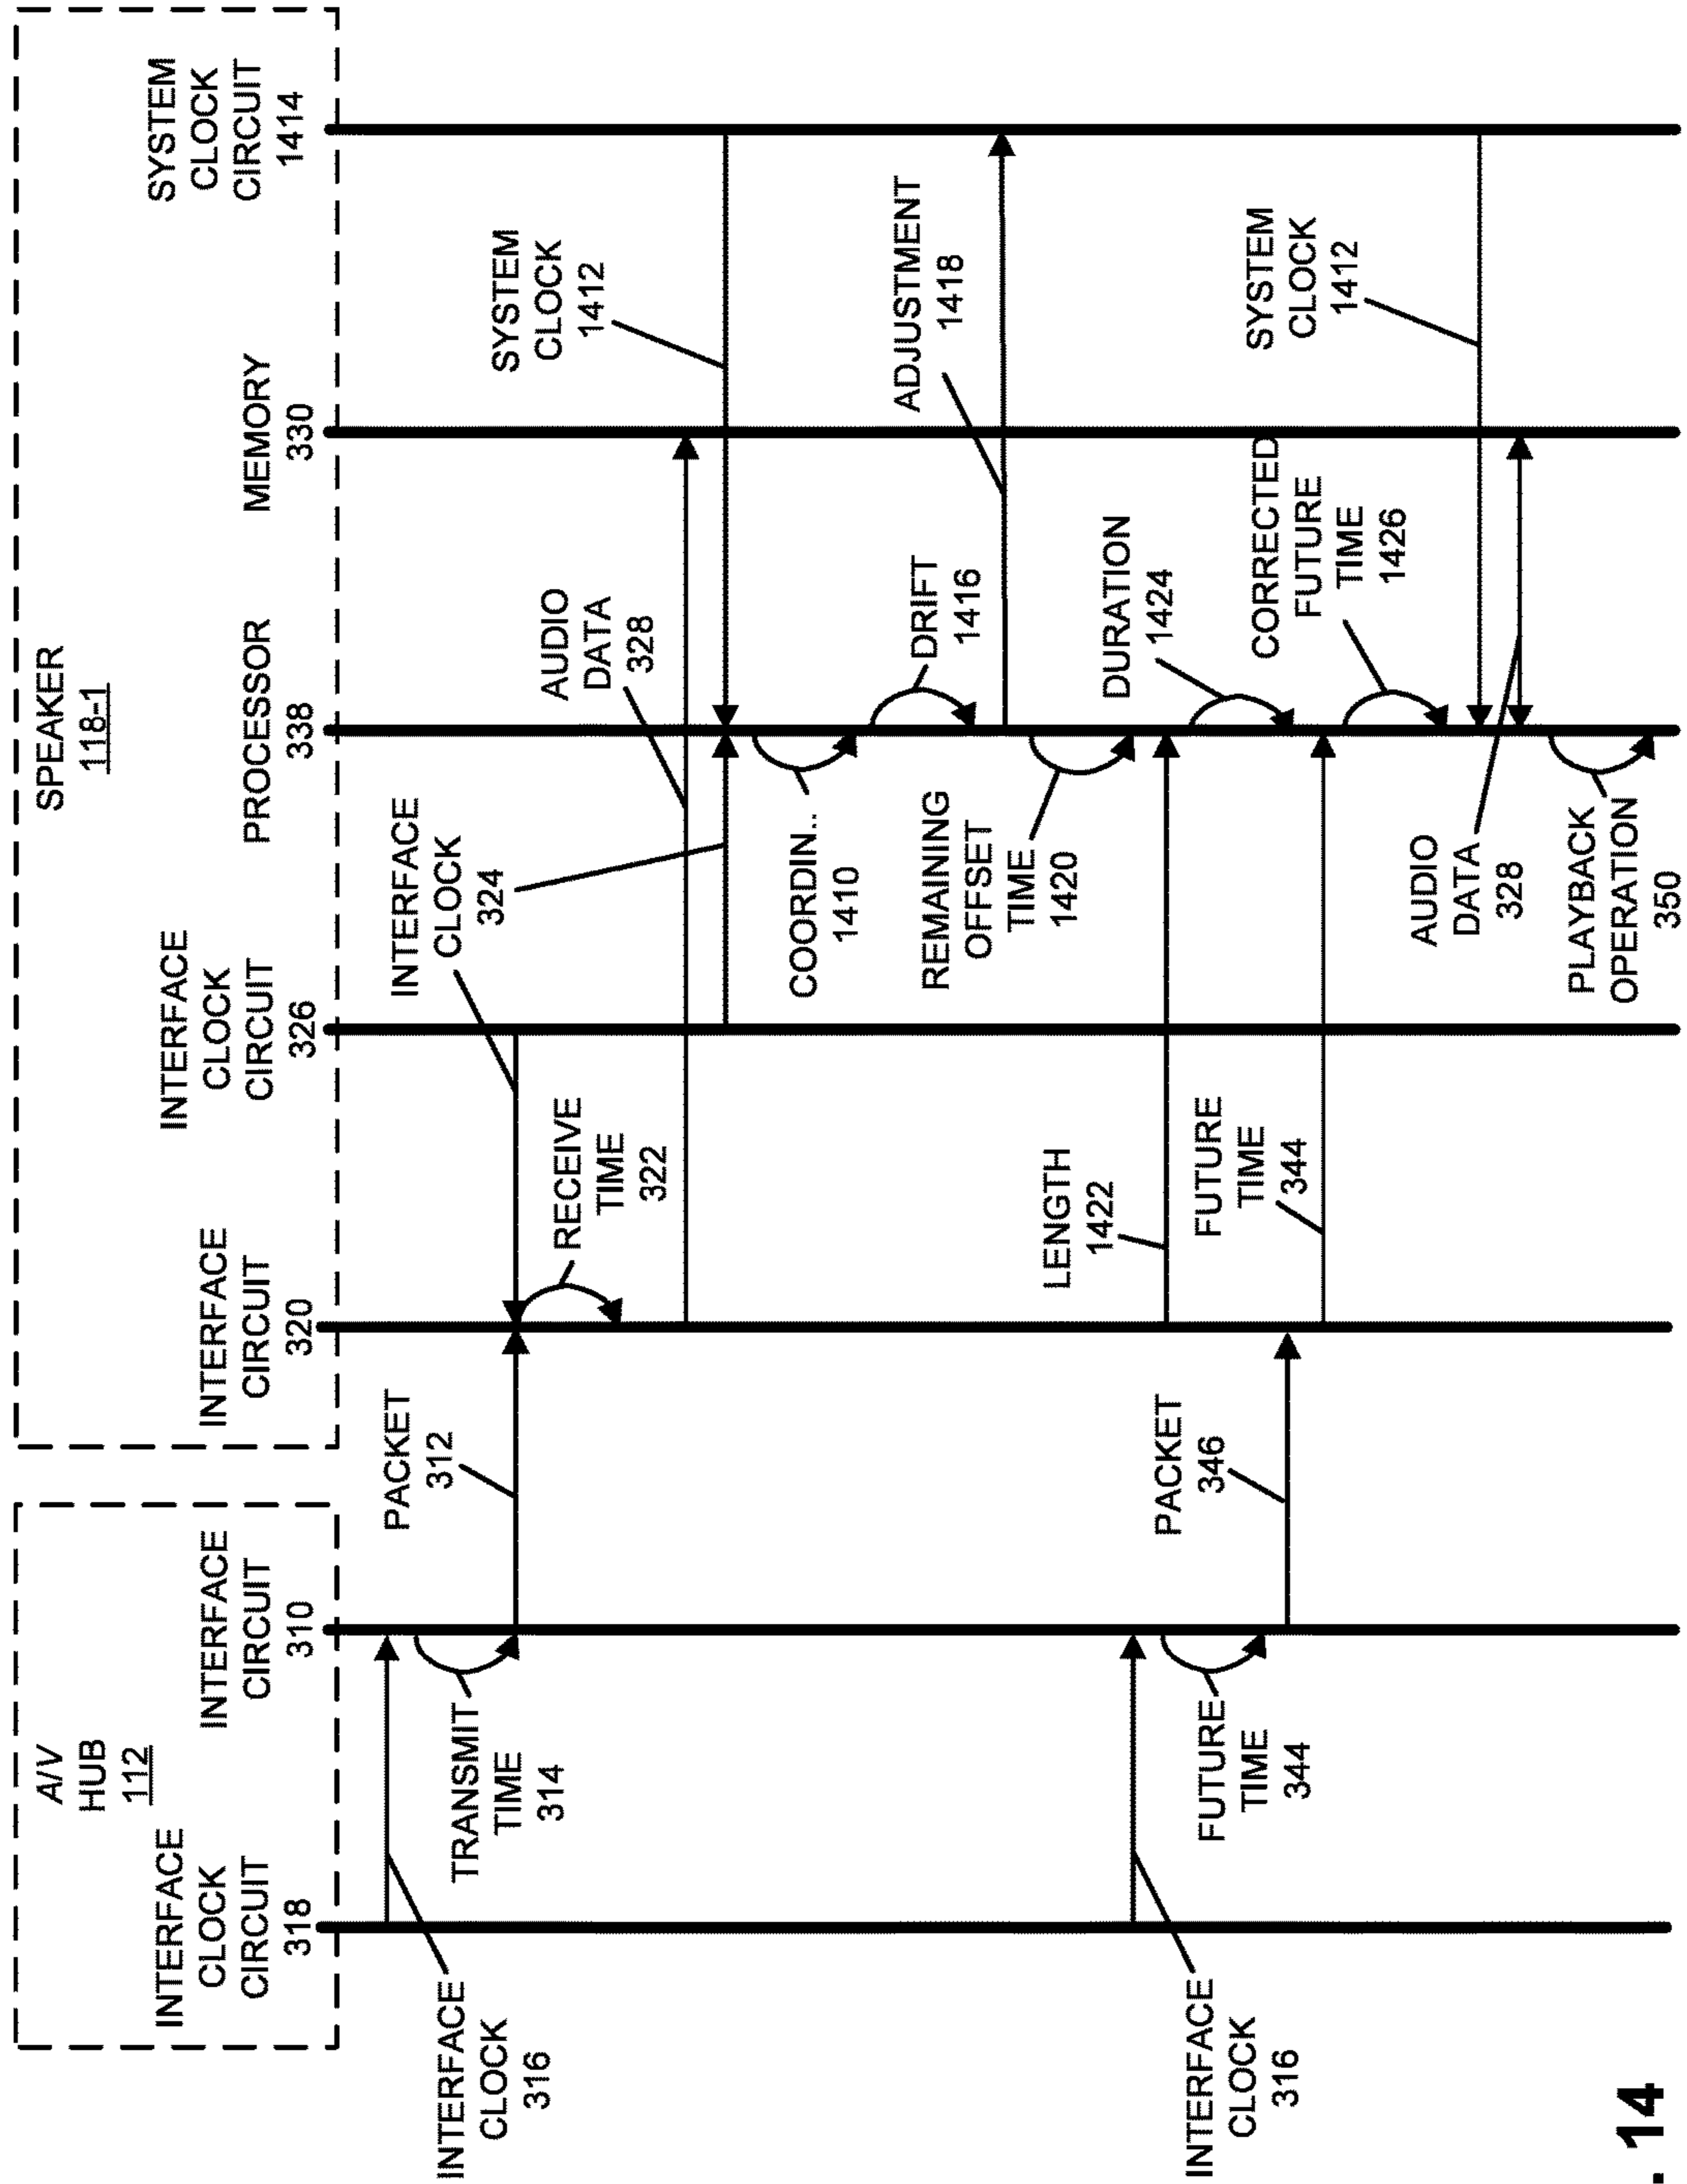 A/V
HUB
112
INTERFACE
CLOCK
CIRCUIT
318
INTERFACE
CIRCUIT
310
SPEAKER
118-1
INTERFACE
CIRCUIT
320
INTERFACE
CLOCK
CIRCUIT
326
PROCESSOR
338
MEMORY
330
SYSTEM
CLOCK
CIRCUIT
1414
INTERFACE
CLOCK
316
TRANSMIT
TIME
314
PACKET
312
RECEIVE
TIME
322
INTERFACE
CLOCK
324
AUDIO
DATA
328
SYSTEM
CLOCK
1412
COORDIN..
1410
DRIFT
1416
ADJUSTMENT
1418
REMAINING
OFFSET
TIME
1420
LENGTH
1422
DURATION
1424
INTERFACE
CLOCK
316
FUTURE
TIME
344
PACKET
346
FUTURE
TIME
344
CORRECTED
FUTURE
TIME
1426
SYSTEM
CLOCK
1412
AUDIO
DATA
328
PLAYBACK
OPERATION
350
. 14